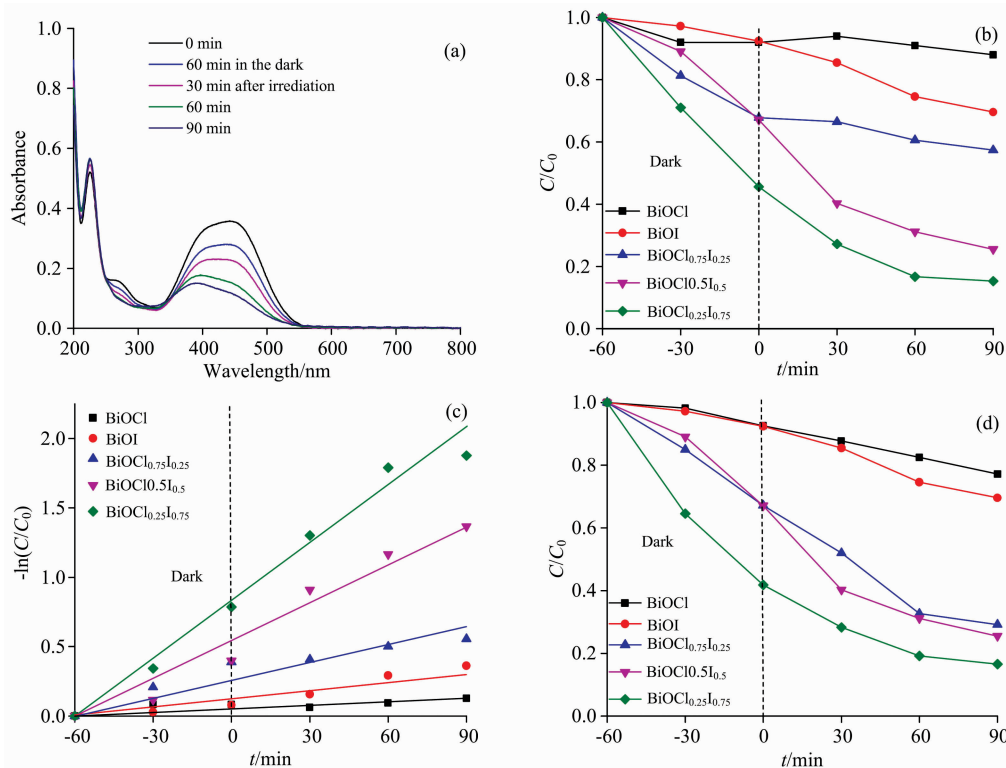 (a)
0 min
60 min in the dark
30 min after irrediation
60 min
90 min
1.0
0.8
0.6
0.4
0.2
0.0
Absorbance
200 300 400 500 600 700 800
Wavelength/nm
(b)
1.0
0.8
0.6
0.4
0.2
0.0
C/C₀
Dark
BiOCl
BiOI
BiOCl₀.₇₅I₀.₂₅
BiOCl0.5I₀.₅
BiOCl₀.₂₅I₀.₇₅
-60 -30 0 30 60 90
t/min
(c)
BiOCl
BiOI
BiOCl₀.₇₅I₀.₂₅
BiOCl0.5I₀.₅
BiOCl₀.₂₅I₀.₇₅
2.0
1.5
1.0
0.5
0.0
-ln(C/C₀)
Dark
-60 -30 0 30 60 90
t/min
(d)
1.0
0.8
0.6
0.4
0.2
0.0
C/C₀
Dark
BiOCl
BiOI
BiOCl₀.₇₅I₀.₂₅
BiOCl0.5I₀.₅
BiOCl₀.₂₅I₀.₇₅
-60 -30 0 30 60 90
t/min